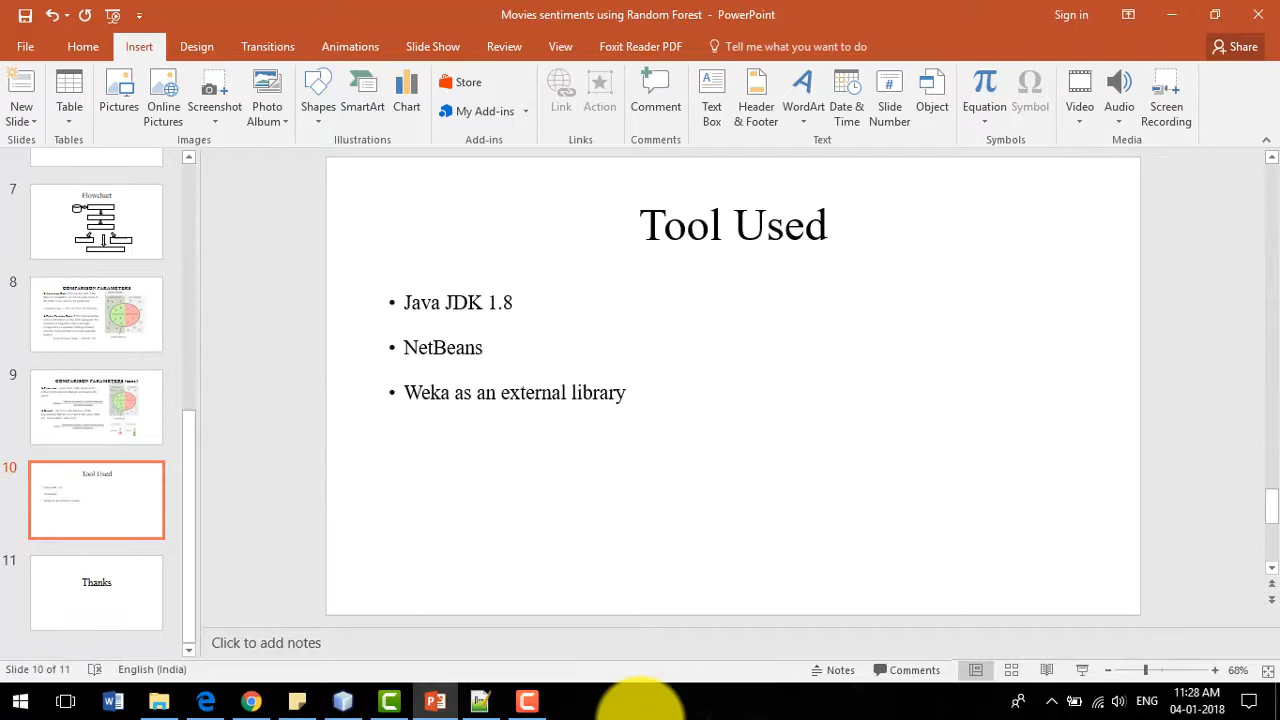 Movies sentiments using Random Forest - PowerPoint
Sign in
File Home Insert Design Transitions Animations Slide Show Review View Foxit Reader PDF Tell me what you want to do Share
New Slide
Table
Pictures
Online Pictures
Screenshot
Photo Album
Shapes
SmartArt
Chart
Store
My Add-ins
Link
Action
Comment
Text Box
Header & Footer
WordArt
Date & Time
Slide Number
Object
Equation
Symbol
Video
Audio
Screen Recording
Slides Tables Images Illustrations Add-ins Links Comments Text Symbols Media
7
Flowchart
8
COMPARISON PARAMETERS
9
COMPARISON PARAMETERS
10
Tool Used
11
Thanks
Tool Used
• Java JDK 1.8
• NetBeans
• Weka as an external library
Click to add notes
Slide 10 of 11 English (India) Notes Comments 68%
ENG
11:28 AM
04-01-2018